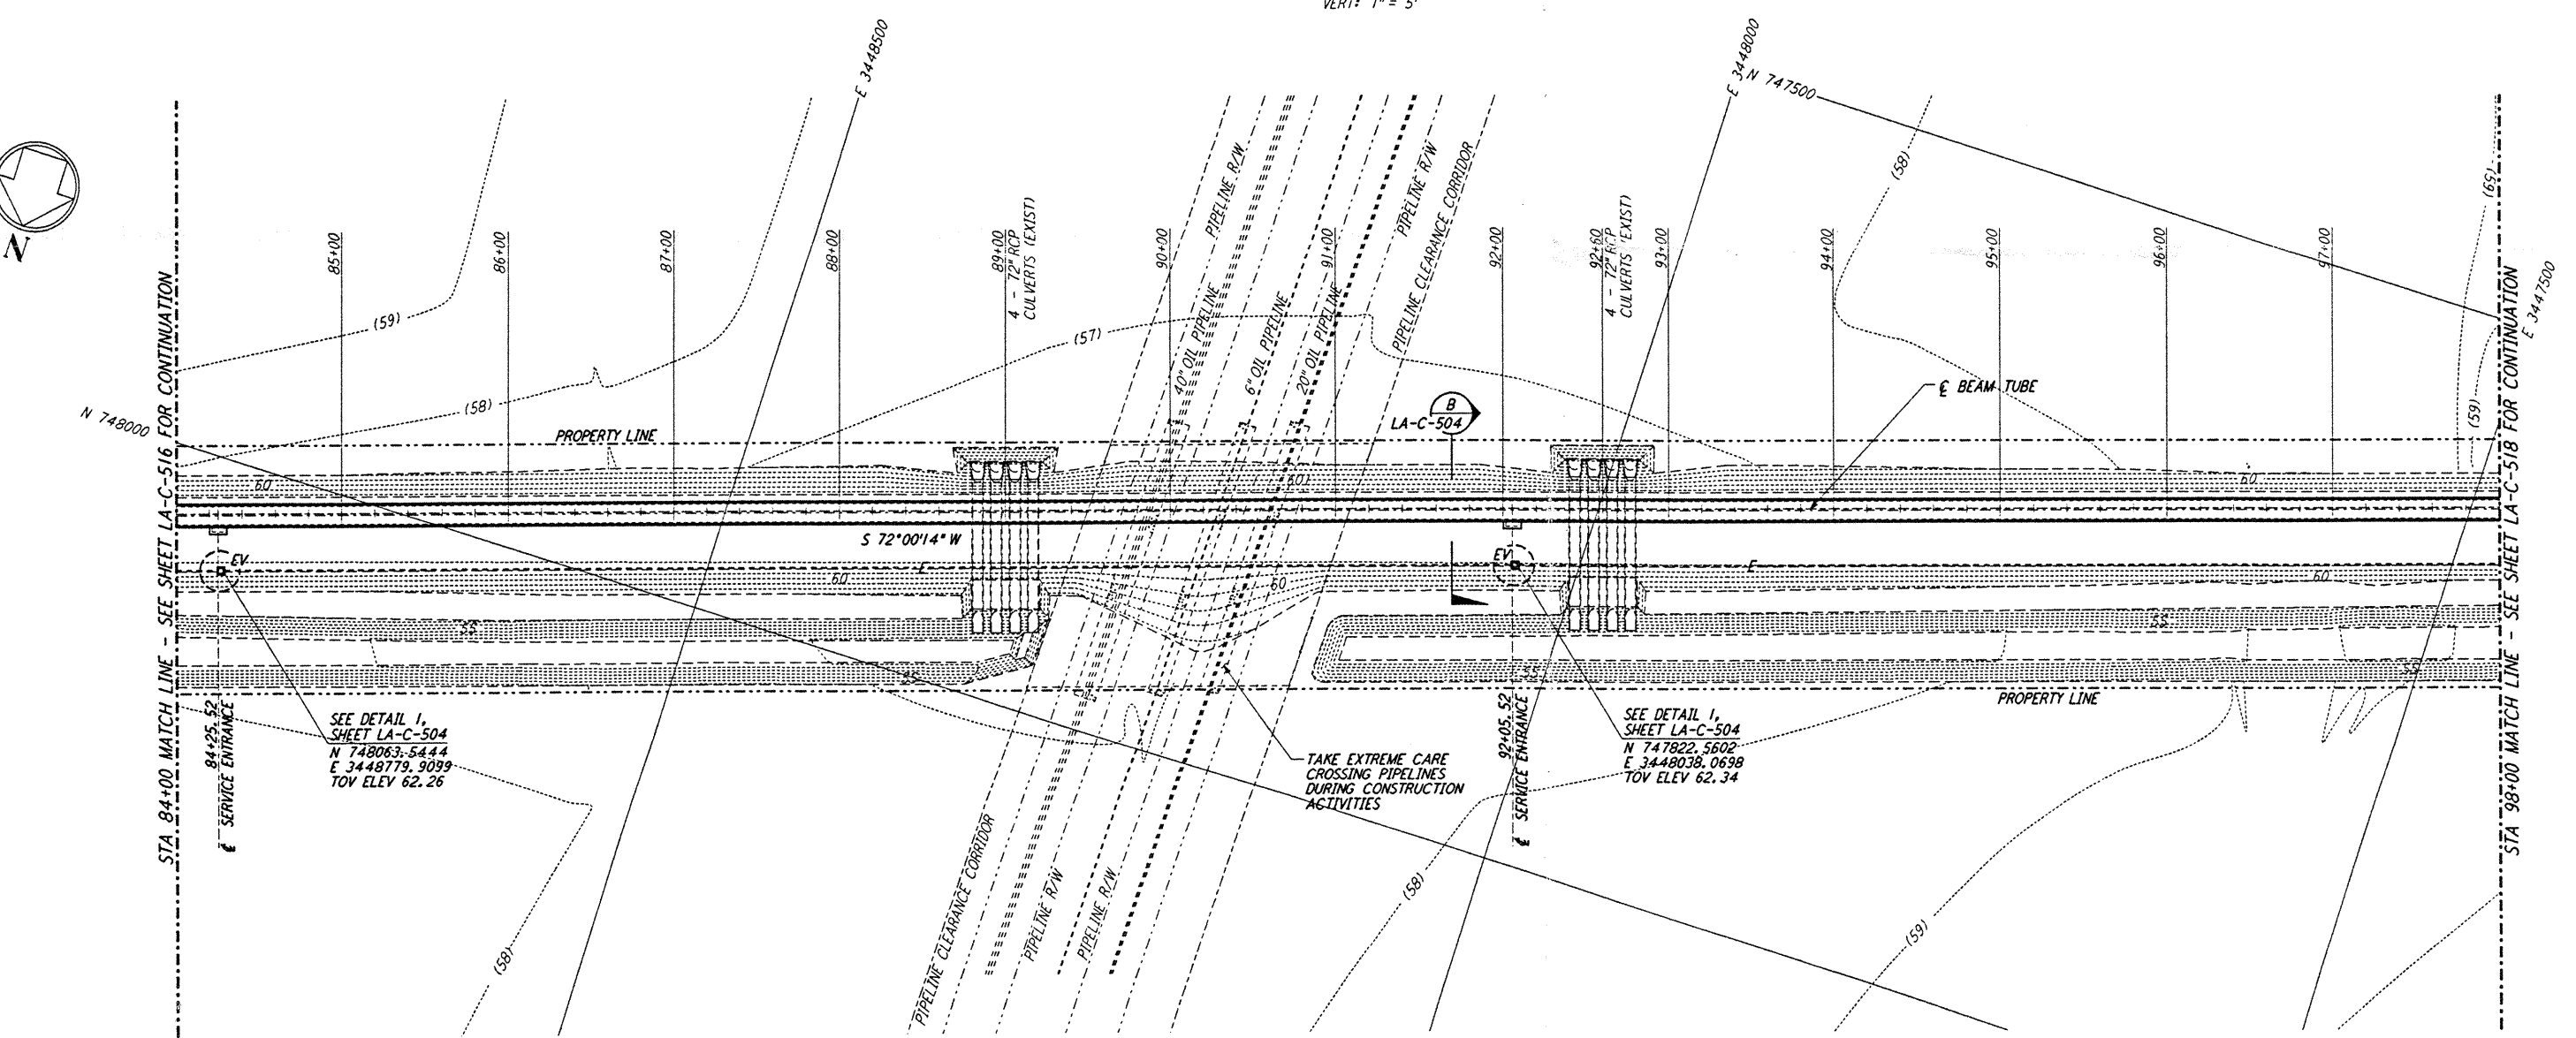 VERT: 1" = 5'
E 3448500
E 3448000
N 747500
N
85+00
86+00
87+00
88+00
89+00
4 - 72" RCP
CULVERTS (EXIST)
90+00
91+00
92+00
92+60
4 - 72" RCP
CULVERTS (EXIST)
93+00
94+00
95+00
96+00
97+00
PIPELINE R/W
PIPELINE R/W
PIPELINE CLEARANCE CORRIDOR
40" OIL PIPELINE
6" OIL PIPELINE
20" OIL PIPELINE
(58)
(59)
(59)
E 3447500
(59)
(57)
(58)
N 748000
STA 84+00 MATCH LINE - SEE SHEET LA-C-516 FOR CONTINUATION
STA 98+00 MATCH LINE - SEE SHEET LA-C-518 FOR CONTINUATION
PROPERTY LINE
B
LA-C-504
℄ BEAM TUBE
60
60
60
S 72°00'14" W
EV
EV
E
E
60
60
60
55
55
55
55
55
PROPERTY LINE
84+25.52
℄ SERVICE ENTRANCE
SEE DETAIL 1,
SHEET LA-C-504
N 748063.5444
E 3448779.9099
TOV ELEV 62.26
92+05.52
℄ SERVICE ENTRANCE
SEE DETAIL 1,
SHEET LA-C-504
N 747822.5602
E 3448038.0698
TOV ELEV 62.34
TAKE EXTREME CARE
CROSSING PIPELINES
DURING CONSTRUCTION
ACTIVITIES
PIPELINE CLEARANCE CORRIDOR
PIPELINE R/W
PIPELINE R/W
(58)
(58)
(59)